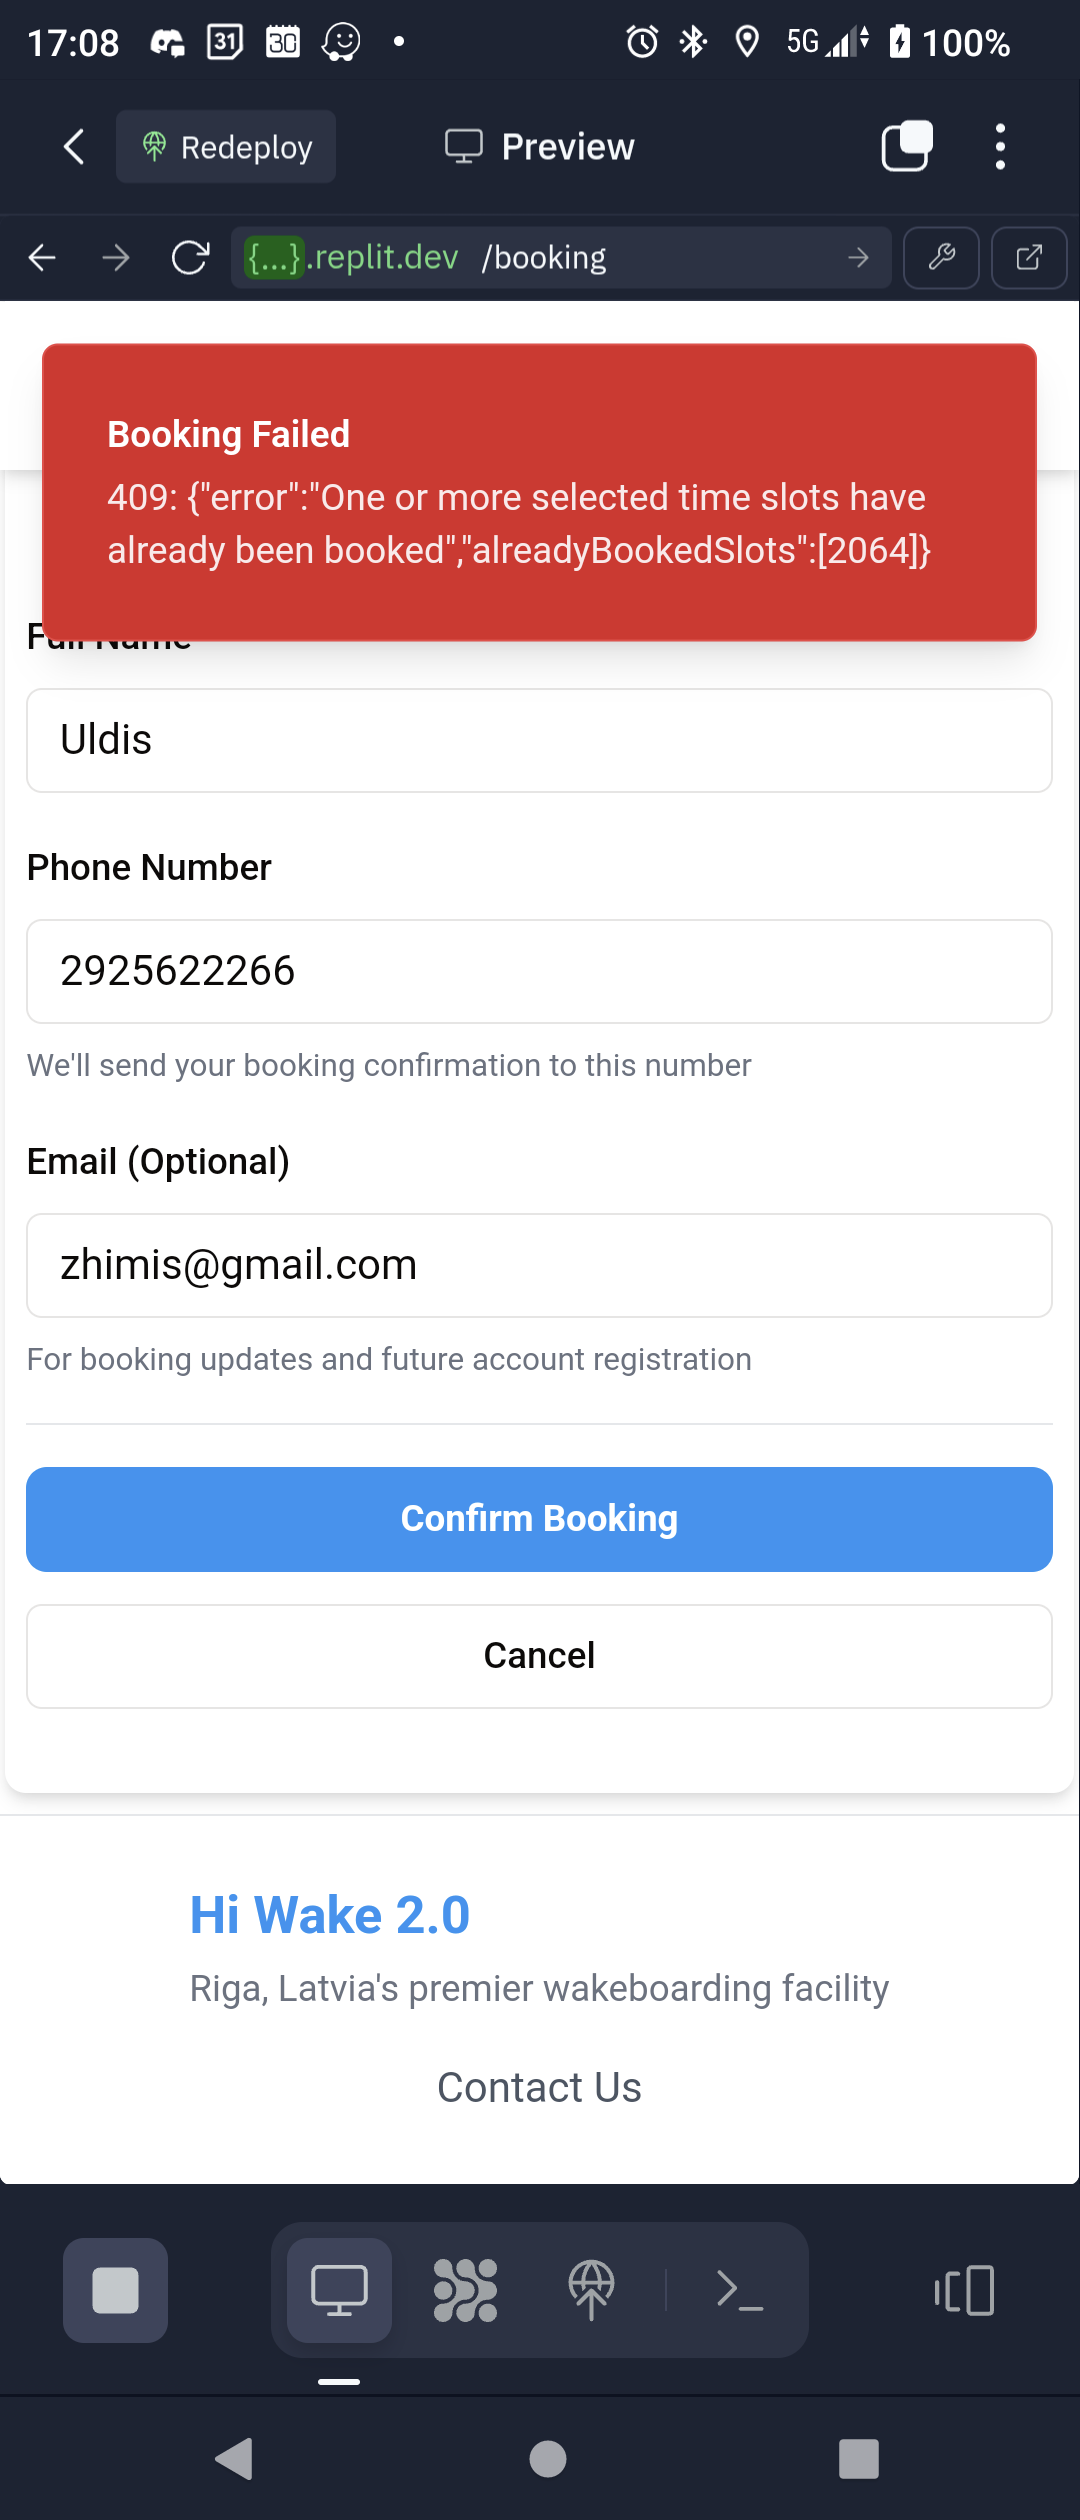 17:08
31
30
5G
100%
Redeploy
Preview
{...}.replit.dev /booking
Booking Failed
409: {"error":"One or more selected time slots have
already been booked","alreadyBookedSlots":[2064]}
Full Name
Uldis
Phone Number
2925622266
We'll send your booking confirmation to this number
Email (Optional)
zhimis@gmail.com
For booking updates and future account registration
Confirm Booking
Cancel
Hi Wake 2.0
Riga, Latvia's premier wakeboarding facility
Contact Us